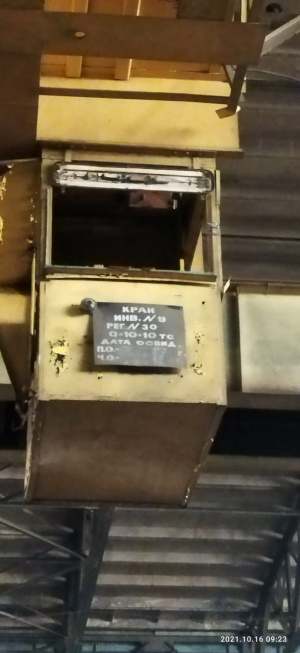 КРАН
ИНВ. № 9
РЕГ. № 30
Q=10+10 ТС
ДАТА ОСВИД.
П.О.- Г.
Ч.О.-
2021.10.16 09:23